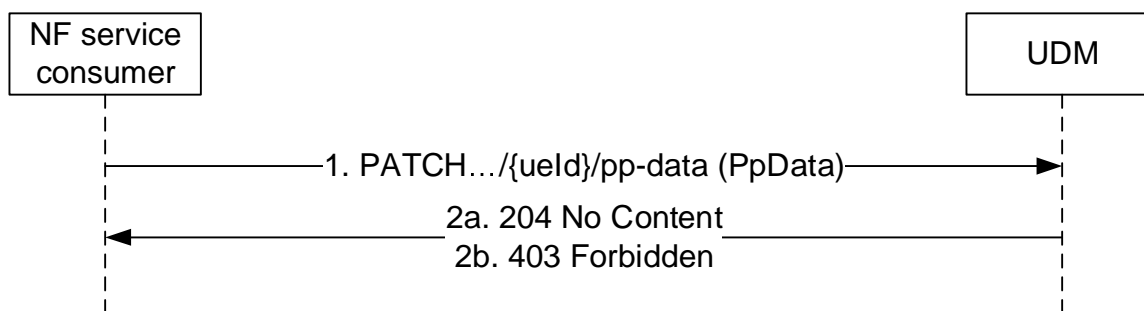 NF service
consumer
UDM
1. PATCH…/{ueId}/pp-data (PpData)
2a. 204 No Content
2b. 403 Forbidden